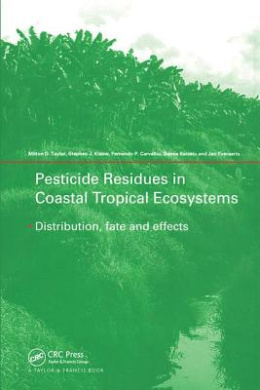 Milton D. Taylor, Stephen J. Klaine, Fernando P. Carvalho, Damia Barcelo and Jan Everaarts
Pesticide Residues in
Coastal Tropical Ecosystems
• Distribution, fate and effects
CRC Press
Taylor & Francis Group
A TAYLOR & FRANCIS BOOK